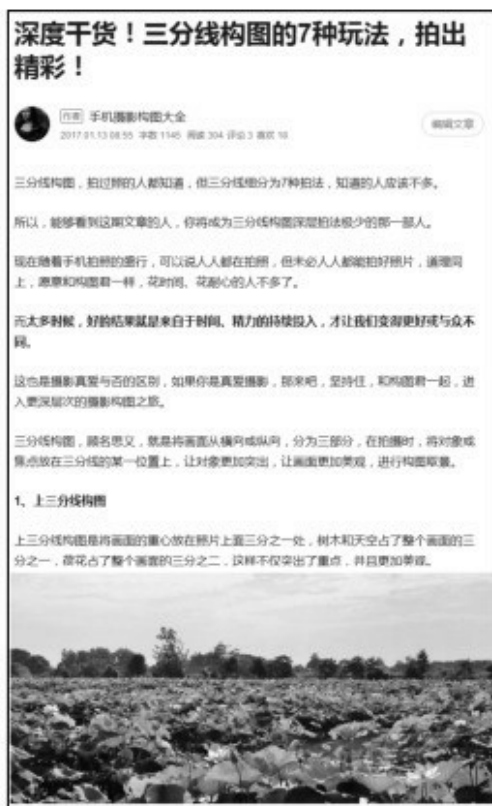 深度干货！三分线构图的7种玩法，拍出
精彩！
作者 手机摄影构图大全
2017.01.13 08:55 字数 1145 阅读 304 评论 3 喜欢 18
编辑文章
三分线构图，拍过照的人都知道，但三分线细分为7种拍法，知道的人应该不多。
所以，能够看到这期文章的人，你将成为三分线构图深层拍法极少的那一部人。
现在随着手机拍照的盛行，可以说人人都在拍照，但未必人人都能拍好照片，道理同
上，愿意和构图君一样，花时间、花耐心的人不多了。
而太多时候，好的结果就是来自于时间、精力的持续投入，才让我们变得更好或与众不
同。
这也是摄影真爱与否的区别，如果你是真爱摄影，那来吧，坚持住，和构图君一起，进
入更深层次的摄影构图之旅。
三分线构图，顾名思义，就是将画面从横向或纵向，分为三部分，在拍摄时，将对象或
焦点放在三分线的某一位置上，让对象更加突出，让画面更加美观，进行构图取景。
1、上三分线构图
上三分线构图是将画面的重心放在照片上面三分之一处，树木和天空占了整个画面的三
分之一，荷花占了整个画面的三分之二，这样不仅突出了重点，并且更加美观。